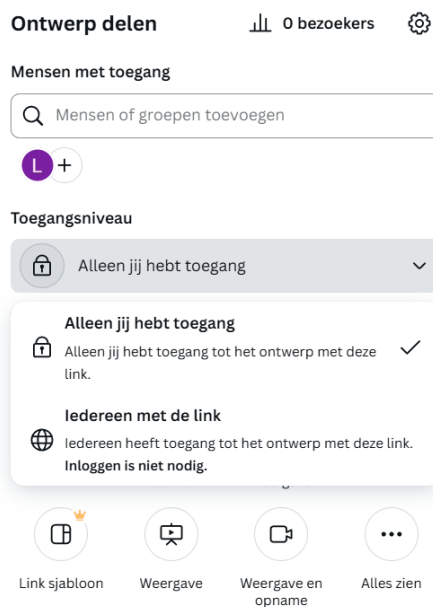 Ontwerp delen
0 bezoekers
Mensen met toegang
Mensen of groepen toevoegen
L
Toegangsniveau
Alleen jij hebt toegang
Alleen jij hebt toegang
Alleen jij hebt toegang tot het ontwerp met deze
link.
Iedereen met de link
Iedereen heeft toegang tot het ontwerp met deze link.
Inloggen is niet nodig.
Link sjabloon
Weergave
Weergave en
opname
Alles zien